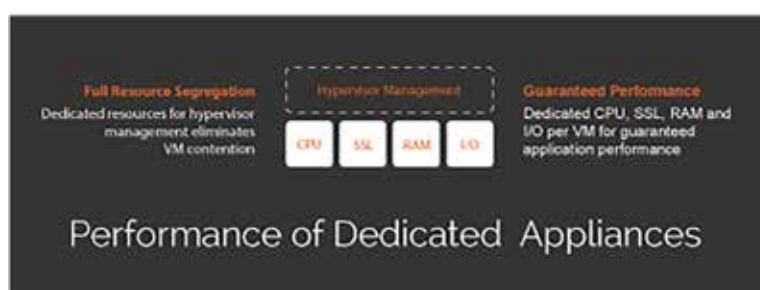 Full Resource Segregation
Dedicated resources for hypervisor
management eliminates
VM contention
Hypervisor Management
CPU
SSL
RAM
I/O
Guaranteed Performance
Dedicated CPU, SSL, RAM and
I/O per VM for guaranteed
application performance
Performance of Dedicated Appliances